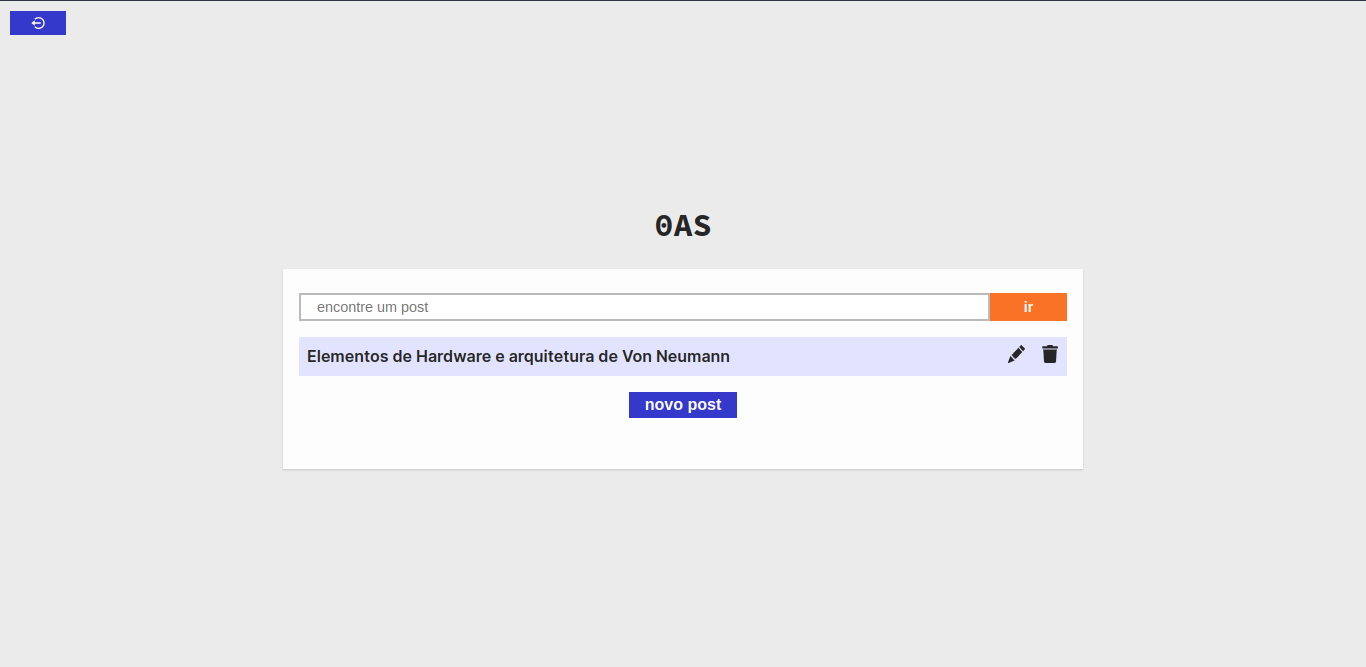 0AS
encontre um post
ir
Elementos de Hardware e arquitetura de Von Neumann
novo post